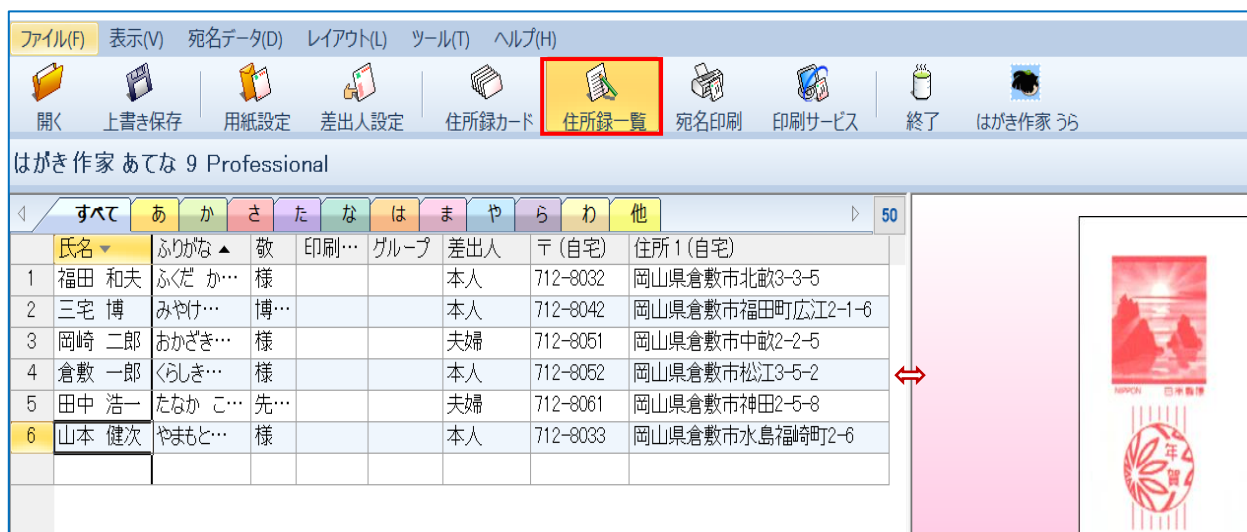 ファイル(F) 表示(V) 宛名データ(D) レイアウト(L) ツール(T) ヘルプ(H)
開く 上書き保存 用紙設定 差出人設定 住所録カード 住所録一覧 宛名印刷 印刷サービス 終了 はがき作家 うら
はがき作家 あてな 9 Professional
すべて あ か さ た な は ま や ら わ 他 50
氏名 ふりがな 敬 印刷… グループ 差出人 〒(自宅) 住所1(自宅)
1 福田 和夫 ふくだ か… 様 本人 712-8032 岡山県倉敷市北畝3-3-5
2 三宅 博 みやけ… 博… 本人 712-8042 岡山県倉敷市福田町広江2-1-6
3 岡崎 二郎 おかざき… 様 夫婦 712-8051 岡山県倉敷市中畝2-2-5
4 倉敷 一郎 くらしき… 様 本人 712-8052 岡山県倉敷市松江3-5-2
5 田中 浩一 たなか こ… 先… 夫婦 712-8061 岡山県倉敷市神田2-5-8
6 山本 健次 やまもと… 様 本人 712-8033 岡山県倉敷市水島福崎町2-6
NIPPON 日本郵便
年賀